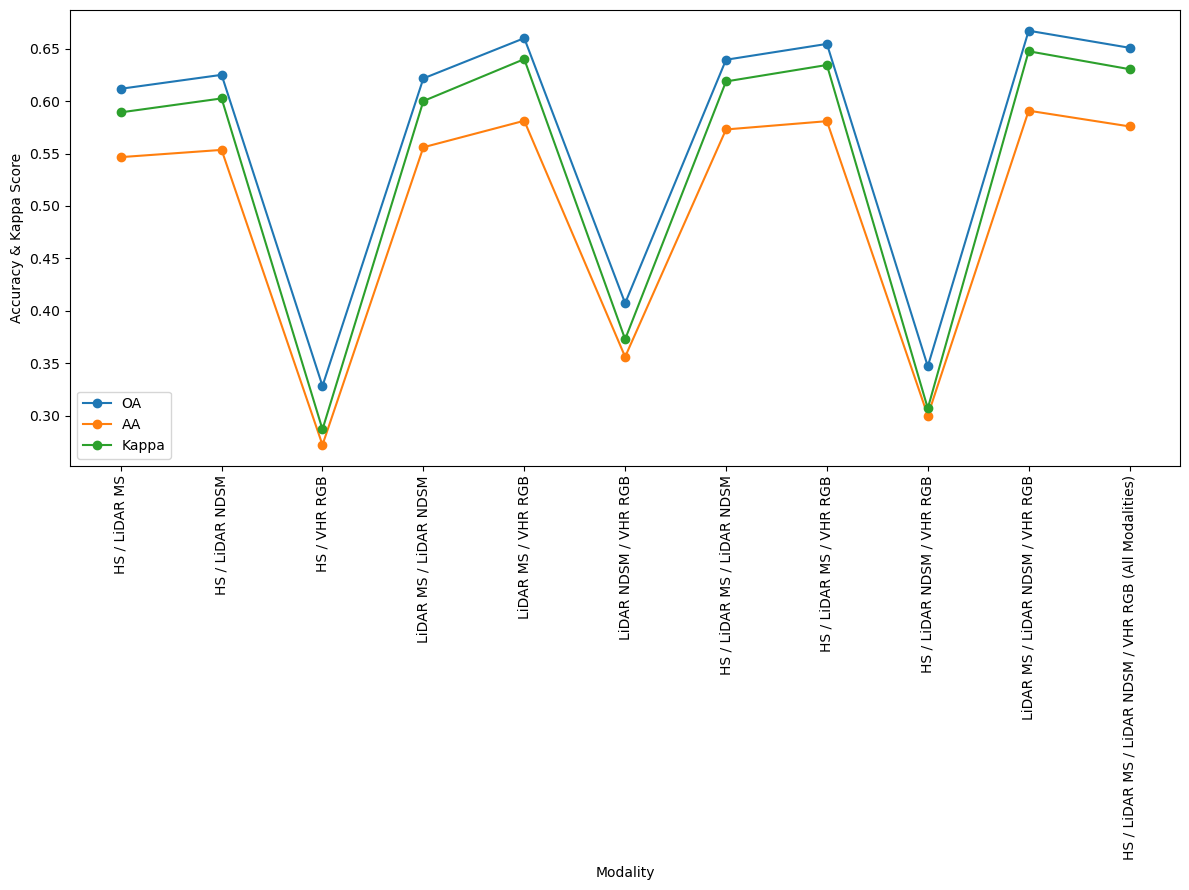 Accuracy & Kappa Score
0.65
0.60
0.55
0.50
0.45
0.40
0.35
0.30
OA
AA
Kappa
HS / LiDAR MS
HS / LiDAR NDSM
HS / VHR RGB
LiDAR MS / LiDAR NDSM
LiDAR MS / VHR RGB
LiDAR NDSM / VHR RGB
HS / LiDAR MS / LiDAR NDSM
HS / LiDAR MS / VHR RGB
HS / LiDAR NDSM / VHR RGB
LiDAR MS / LiDAR NDSM / VHR RGB
HS / LiDAR MS / LiDAR NDSM / VHR RGB (All Modalities)
Modality